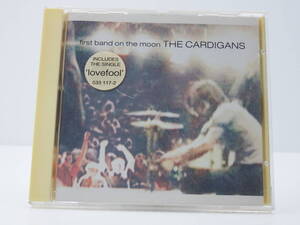 first band on the moon THE CARDIGANS
INCLUDES
THE SINGLE
'lovefool'
533 117-2